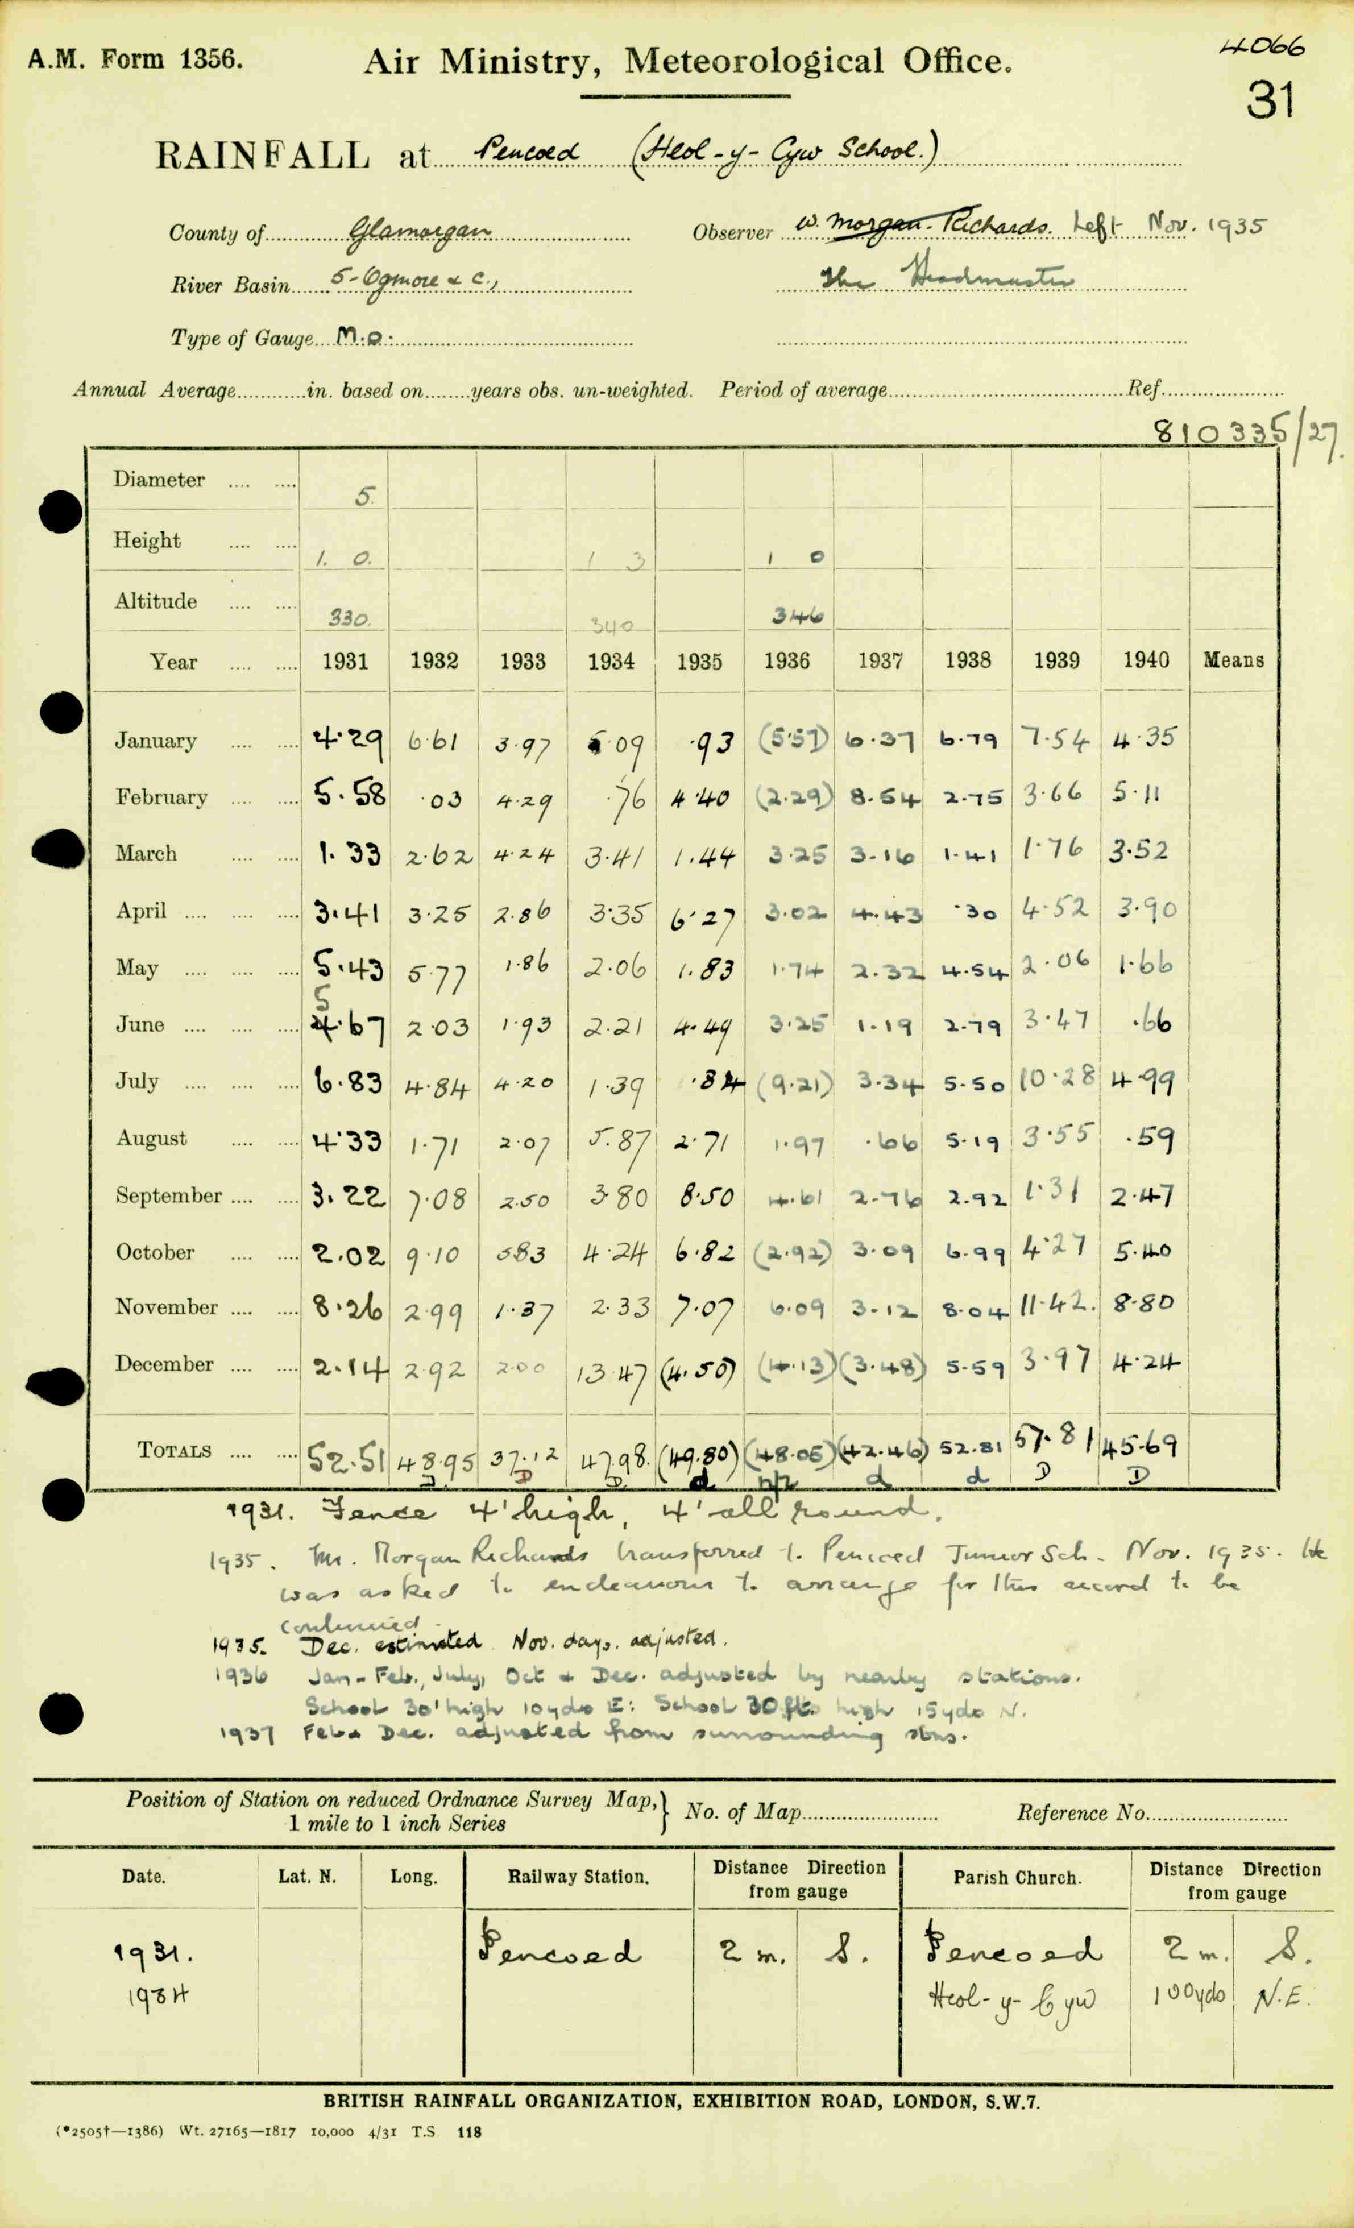 A.M. Form 1356. Air Ministry, Meteorological Office. 4066
31
RAINFALL at Pencoed (Heol-y-Cyw School.)
County of Glamorgan Observer W. Morgan-Richards. Left Nov. 1935
River Basin 5-Ogmore & C., The Headmaster
Type of Gauge M.O.
Annual Average in. based on years obs. un-weighted. Period of average Ref.
810335/27.
Diameter 5.
Height 1. 0. 1 3 1 0
Altitude 330. 340 346
Year 1931 1932 1933 1934 1935 1936 1937 1938 1939 1940 Means
January 4.29 6.61 3.97 5.09 .93 (5.57) 6.37 6.79 7.54 4.35
February 5.58 .03 4.29 .76 4.40 (2.29) 8.54 2.75 3.66 5.11
March 1.33 2.62 4.24 3.41 1.44 3.25 3.16 1.41 1.76 3.52
April 3.41 3.25 2.86 3.35 6.27 3.02 4.43 .30 4.52 3.90
May 5.43 5.77 1.86 2.06 1.83 1.74 2.32 4.54 2.06 1.66
5
June 4.67 2.03 1.93 2.21 4.49 3.25 1.19 2.79 3.47 .66
July 6.83 4.84 4.20 1.39 .84 (9.21) 3.34 5.50 10.28 4.99
August 4.33 1.71 2.07 5.87 2.71 1.97 .66 5.19 3.55 .59
September 3.22 7.08 2.50 3.80 8.50 4.61 2.76 2.92 1.31 2.47
October 2.02 9.10 5.83 4.24 6.82 (2.92) 3.09 6.99 4.27 5.40
November 8.26 2.99 1.37 2.33 7.07 6.09 3.12 8.04 11.42. 8.80
December 2.14 2.92 2.00 13.47 (4.50) (4.13) (3.48) 5.59 3.97 4.24
TOTALS 52.51 48.95 37.12 47.98. (49.80) (48.05) (42.46) 52.81 57.81 45.69
D D D d d d D D
1931. Fence 4' high, 4' all round.
1935. Mr. Morgan Richards transferred to Pencoed Junior Sch. Nov. 1935. He
was asked to endeavour to arrange for this record to be
continued.
1935. Dec. estimated Nov. days. adjusted.
1936 Jan-Feb., July, Oct & Dec. adjusted by nearby stations.
School 30' high 10yds E: School 30fts high 15yds N.
1937 Feb & Dec. adjusted from surrounding stns.
Position of Station on reduced Ordnance Survey Map, } No. of Map Reference No.
1 mile to 1 inch Series
Date. Lat. N. Long. Railway Station. Distance Direction Parish Church. Distance Direction
from gauge from gauge
1931. Pencoed 2 m. S. Pencoed 2 m. S.
1934 Heol-y-Cyw 100yds N.E.
BRITISH RAINFALL ORGANIZATION, EXHIBITION ROAD, LONDON, S.W.7.
(*2505†—1386) Wt. 27165—1817 10,000 4/31 T.S 118